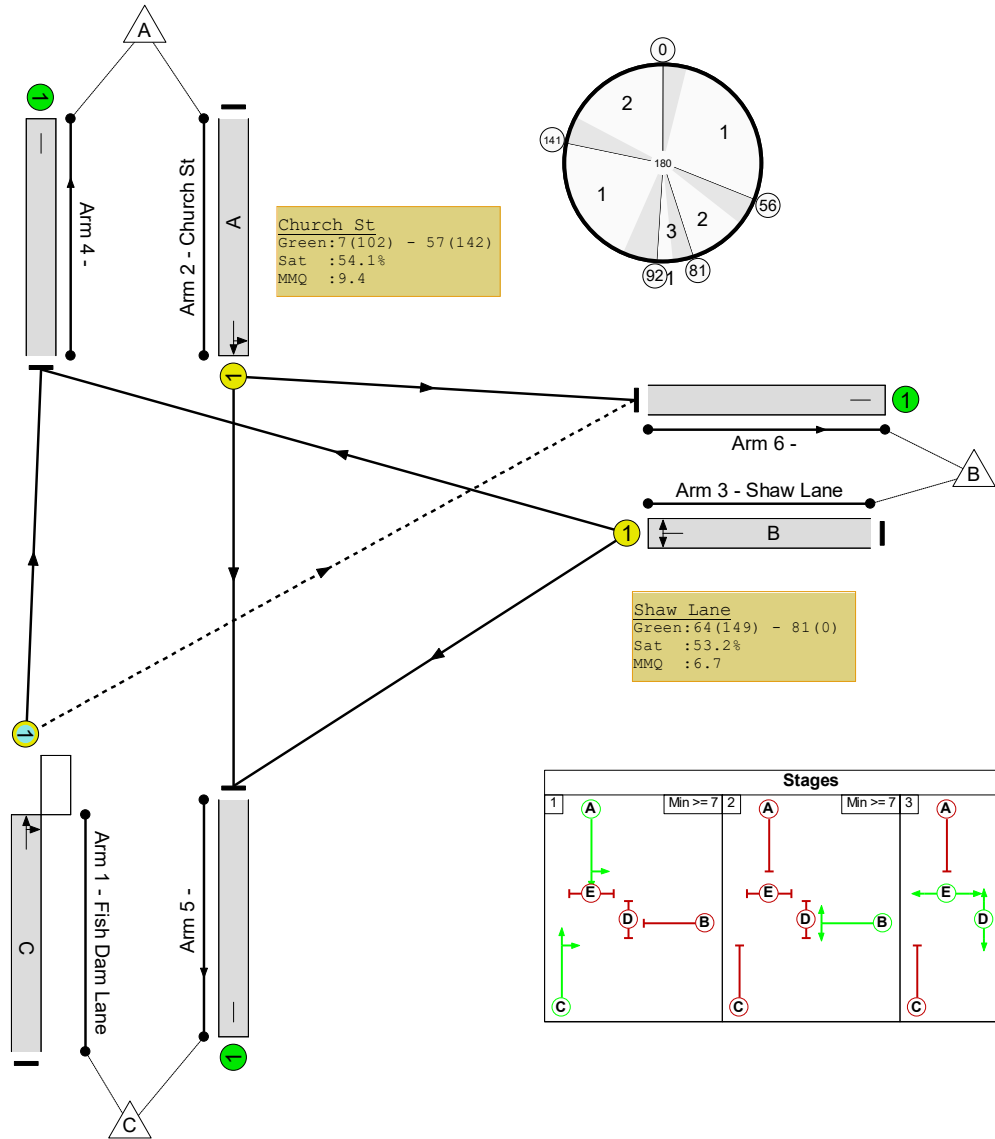 A
1
Arm 4 -
Arm 2 - Church St
A
1
Church St
Green:7(102) - 57(142)
Sat :54.1%
MMQ :9.4
0
2
1
141
180
1
56
2
3
92
1
81
1
Arm 6 -
B
Arm 3 - Shaw Lane
1
B
Shaw Lane
Green:64(149) - 81(0)
Sat :53.2%
MMQ :6.7
1
C
Arm 1 - Fish Dam Lane
Arm 5 -
1
C
Stages
1 Min >= 7 2 Min >= 7 3
A A A
E E E
D B D B D
C C C